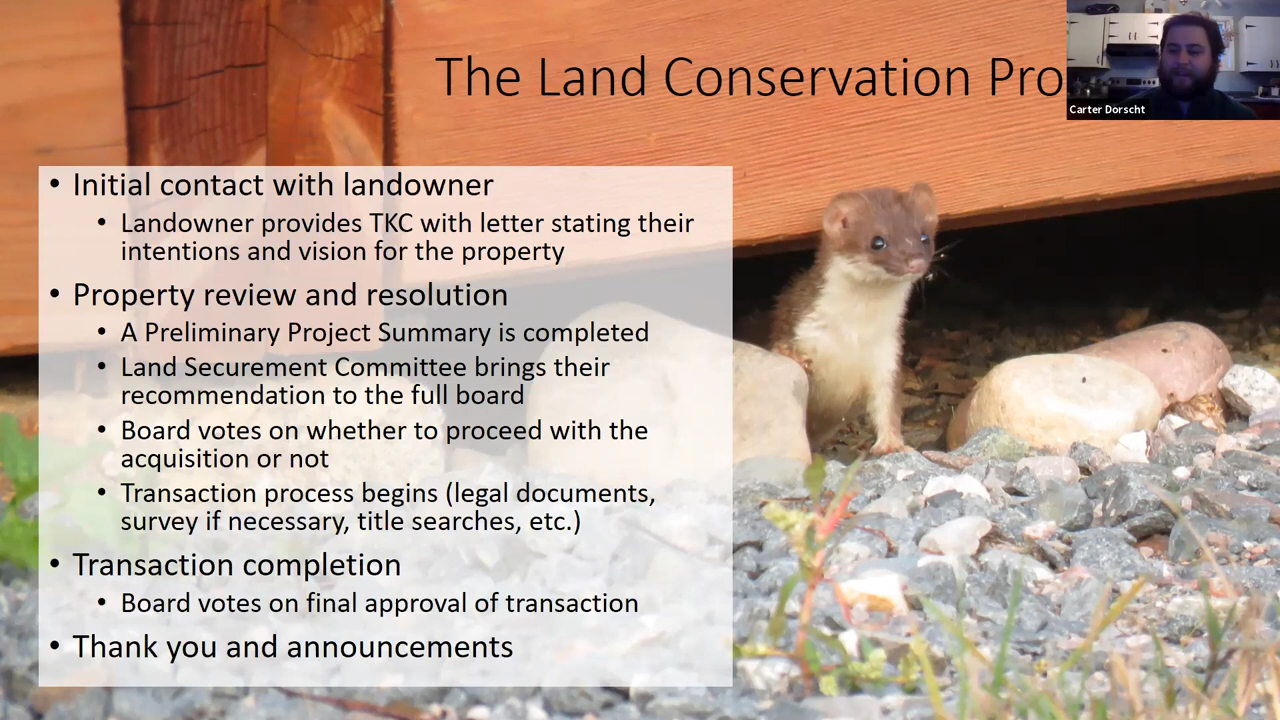 The Land Conservation Pro
Carter Dorscht
• Initial contact with landowner
• Landowner provides TKC with letter stating their
intentions and vision for the property
• Property review and resolution
• A Preliminary Project Summary is completed
• Land Securement Committee brings their
recommendation to the full board
• Board votes on whether to proceed with the
acquisition or not
• Transaction process begins (legal documents,
survey if necessary, title searches, etc.)
• Transaction completion
• Board votes on final approval of transaction
• Thank you and announcements